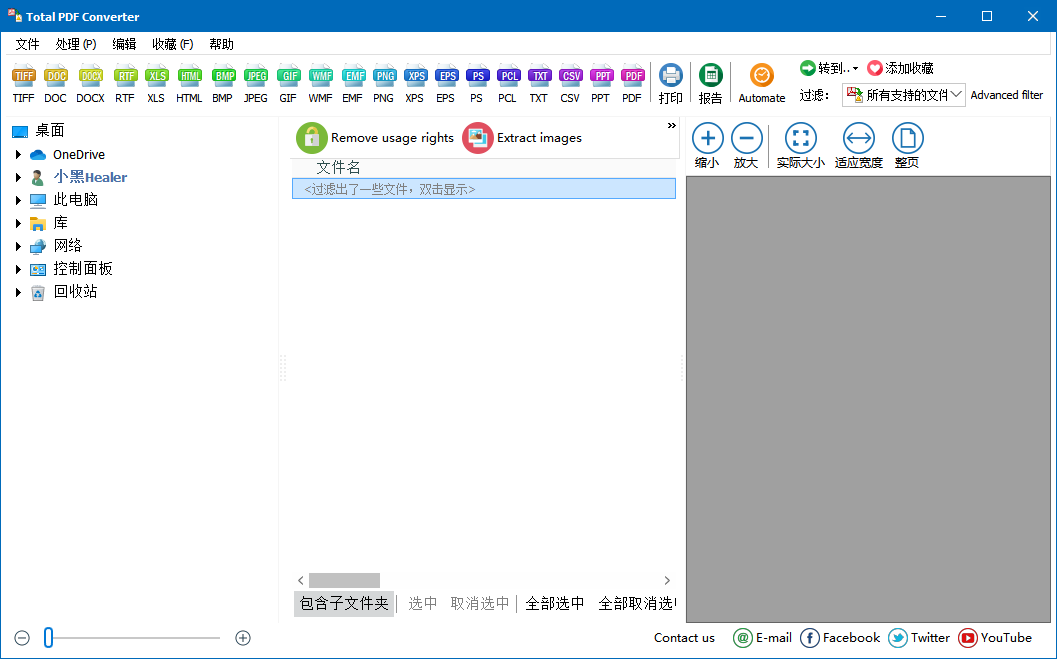 Total PDF Converter
文件 处理 (P) 编辑 收藏 (F) 帮助
TIFF DOC DOCX RTF XLS HTML BMP JPEG GIF WMF EMF PNG XPS EPS PS PCL TXT CSV PPT PDF
TIFF DOC DOCX RTF XLS HTML BMP JPEG GIF WMF EMF PNG XPS EPS PS PCL TXT CSV PPT PDF 打印 报告 Automate
转到.. 添加收藏
过滤: 所有支持的文件 Advanced filter
桌面
OneDrive
小黑Healer
此电脑
库
网络
控制面板
回收站
Remove usage rights Extract images »
文件名
<过滤出了一些文件，双击显示>
缩小 放大 实际大小 适应宽度 整页
包含子文件夹 选中 取消选中 全部选中 全部取消选
Contact us E-mail Facebook Twitter YouTube